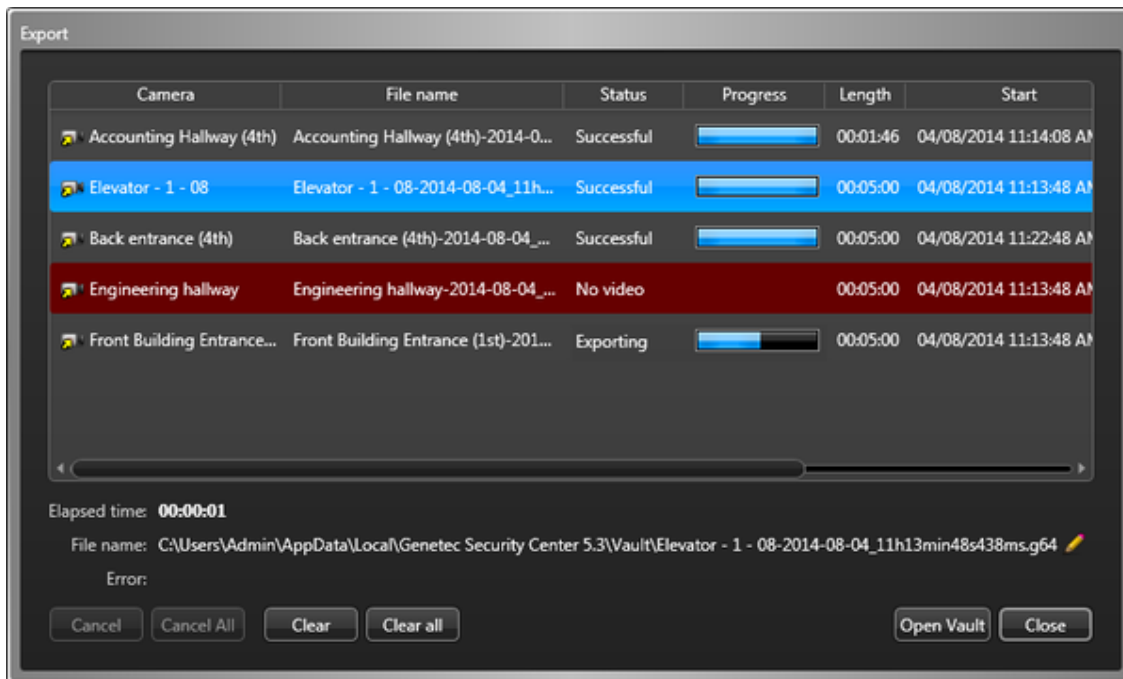 Export
Camera File name Status Progress Length Start
Accounting Hallway (4th) Accounting Hallway (4th)-2014-0... Successful 00:01:46 04/08/2014 11:14:08 AM
Elevator - 1 - 08 Elevator - 1 - 08-2014-08-04_11h... Successful 00:05:00 04/08/2014 11:13:48 AM
Back entrance (4th) Back entrance (4th)-2014-08-04_... Successful 00:05:00 04/08/2014 11:22:48 AM
Engineering hallway Engineering hallway-2014-08-04_... No video 00:05:00 04/08/2014 11:13:48 AM
Front Building Entrance... Front Building Entrance (1st)-201... Exporting 00:05:00 04/08/2014 11:13:48 AM
Elapsed time: 00:00:01
File name: C:\Users\Admin\AppData\Local\Genetec Security Center 5.3\Vault\Elevator - 1 - 08-2014-08-04_11h13min48s438ms.g64
Error:
Cancel Cancel All Clear Clear all Open Vault Close